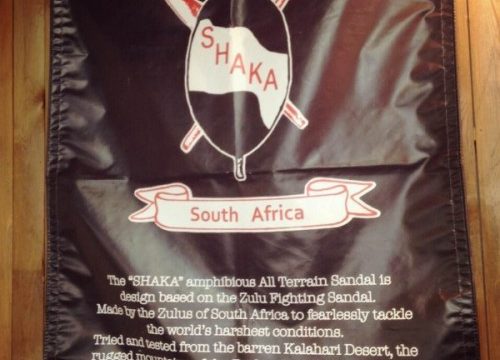 SHAKA
South Africa
The "SHAKA" amphibious All Terrain Sandal is
design based on the Zulu Fighting Sandal.
Made by the Zulus of South Africa to fearlessly tackle
the world's harshest conditions.
Tried and tested from the barren Kalahari Desert, the
rugged